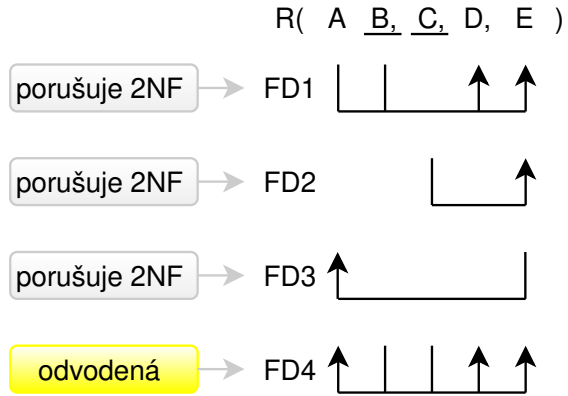 R( A B, C, D, E )
porušuje 2NF FD1
porušuje 2NF FD2
porušuje 2NF FD3
odvodená FD4